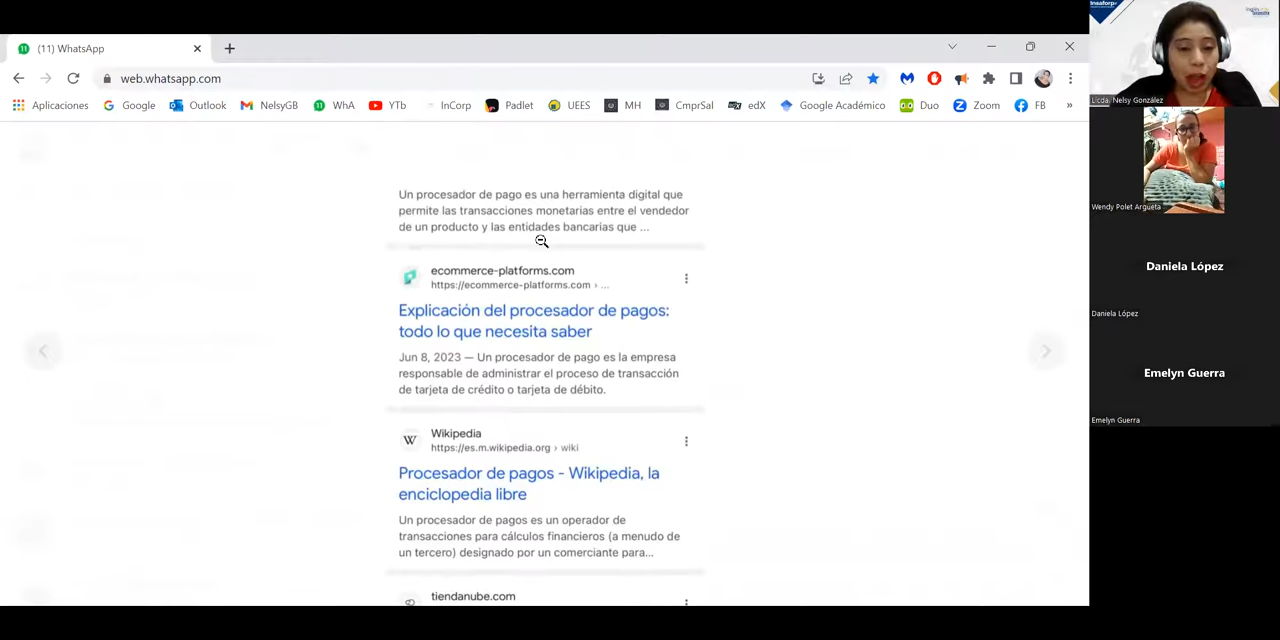 (11) WhatsApp
web.whatsapp.com
Aplicaciones Google Outlook NelsyGB WhA YTb InCorp Padlet UEES MH CmprSal edX Google Académico Duo Zoom FB »
Un procesador de pago es una herramienta digital que
permite las transacciones monetarias entre el vendedor
de un producto y las entidades bancarias que ...
ecommerce-platforms.com
https://ecommerce-platforms.com › ...
Explicación del procesador de pagos:
todo lo que necesita saber
Jun 8, 2023 — Un procesador de pago es la empresa
responsable de administrar el proceso de transacción
de tarjeta de crédito o tarjeta de débito.
W
Wikipedia
https://es.m.wikipedia.org › wiki
Procesador de pagos - Wikipedia, la
enciclopedia libre
Un procesador de pagos es un operador de
transacciones para cálculos financieros (a menudo de
un tercero) designado por un comerciante para...
tiendanube.com
Insaforp
Licda. Nelsy González
Wendy Polet Argueta
Daniela López
Daniela López
Emelyn Guerra
Emelyn Guerra